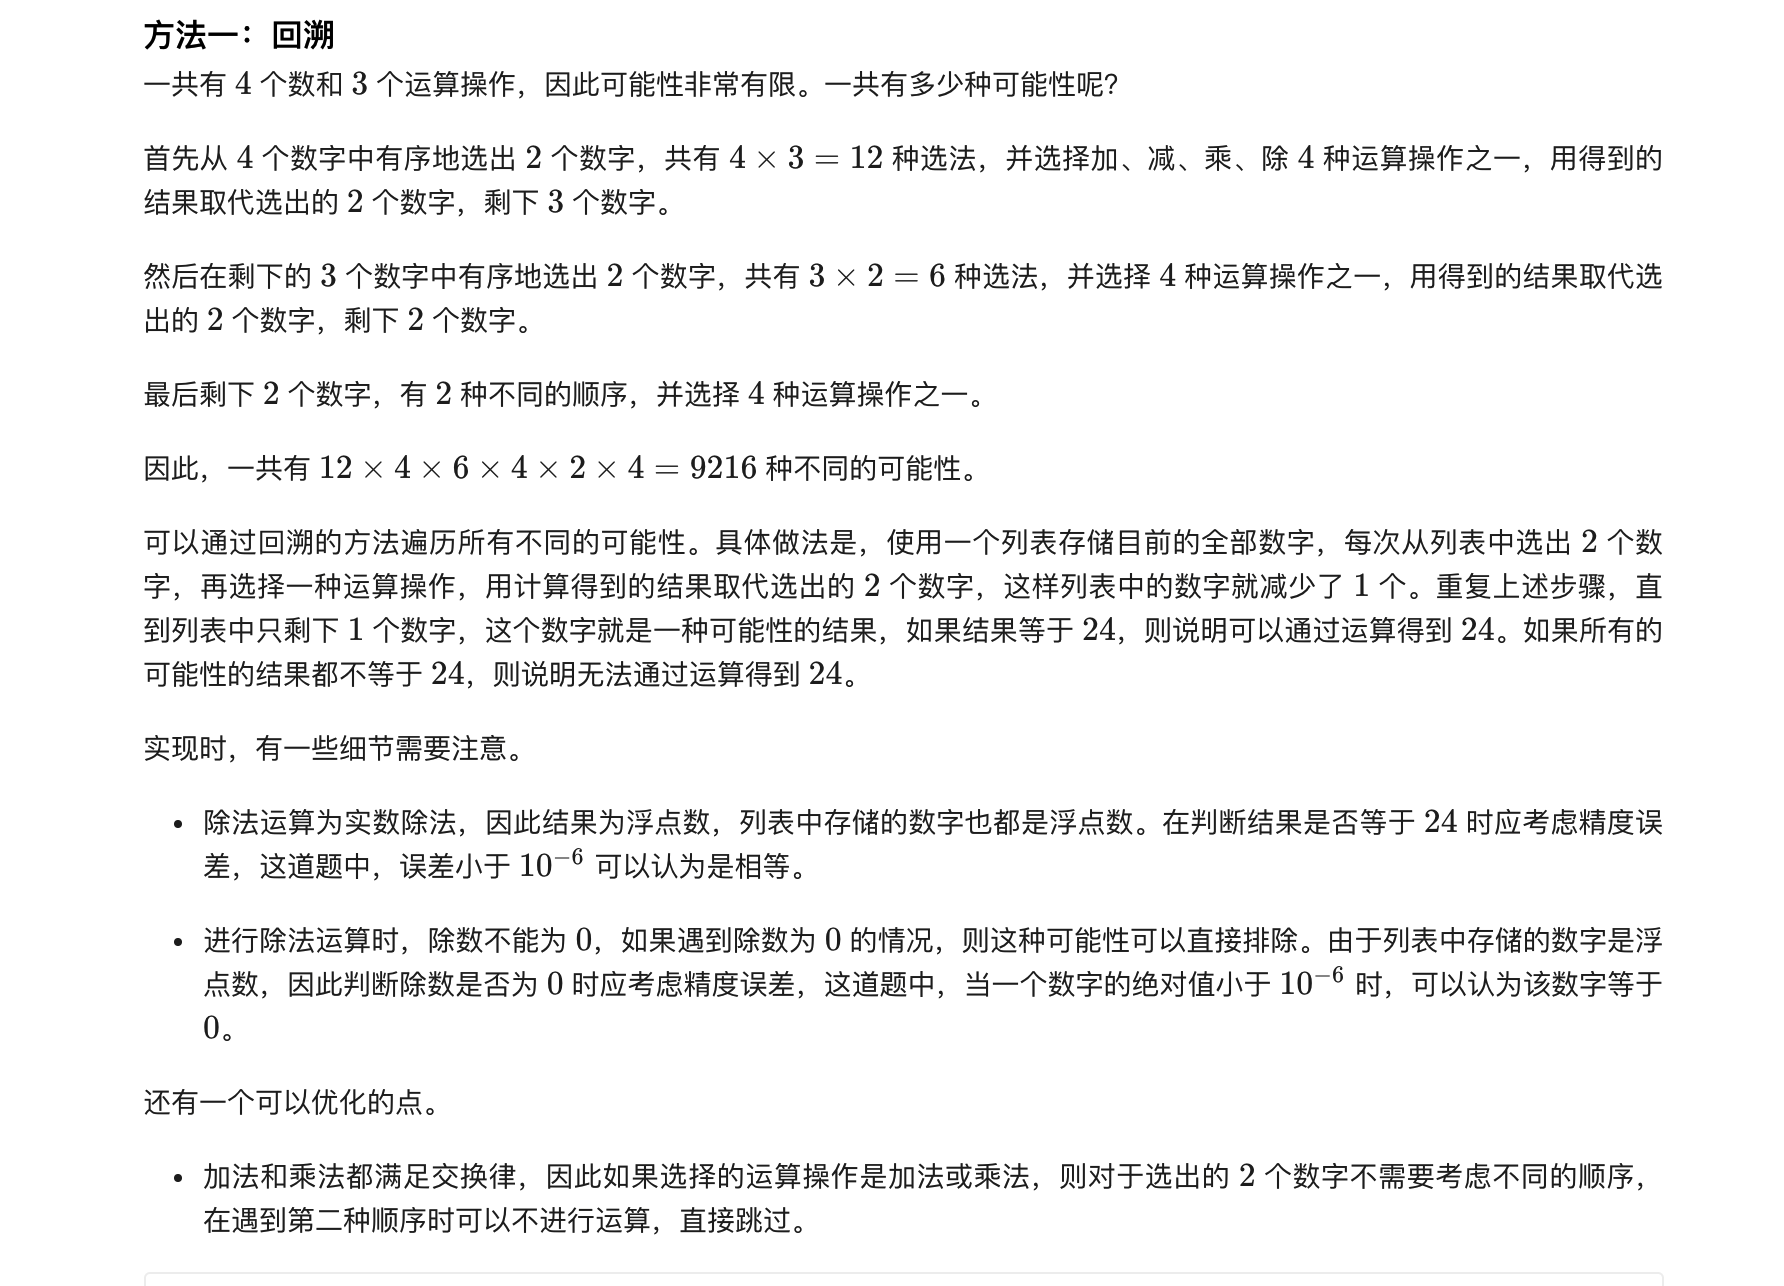 方法一：回溯
一共有 4 个数和 3 个运算操作，因此可能性非常有限。一共有多少种可能性呢？
首先从 4 个数字中有序地选出 2 个数字，共有 4 × 3 = 12 种选法，并选择加、减、乘、除 4 种运算操作之一，用得到的
结果取代选出的 2 个数字，剩下 3 个数字。
然后在剩下的 3 个数字中有序地选出 2 个数字，共有 3 × 2 = 6 种选法，并选择 4 种运算操作之一，用得到的结果取代选
出的 2 个数字，剩下 2 个数字。
最后剩下 2 个数字，有 2 种不同的顺序，并选择 4 种运算操作之一。
因此，一共有 12 × 4 × 6 × 4 × 2 × 4 = 9216 种不同的可能性。
可以通过回溯的方法遍历所有不同的可能性。具体做法是，使用一个列表存储目前的全部数字，每次从列表中选出 2 个数
字，再选择一种运算操作，用计算得到的结果取代选出的 2 个数字，这样列表中的数字就减少了 1 个。重复上述步骤，直
到列表中只剩下 1 个数字，这个数字就是一种可能性的结果，如果结果等于 24，则说明可以通过运算得到 24。如果所有的
可能性的结果都不等于 24，则说明无法通过运算得到 24。
实现时，有一些细节需要注意。
• 除法运算为实数除法，因此结果为浮点数，列表中存储的数字也都是浮点数。在判断结果是否等于 24 时应考虑精度误
差，这道题中，误差小于 10⁻⁶ 可以认为是相等。
• 进行除法运算时，除数不能为 0，如果遇到除数为 0 的情况，则这种可能性可以直接排除。由于列表中存储的数字是浮
点数，因此判断除数是否为 0 时应考虑精度误差，这道题中，当一个数字的绝对值小于 10⁻⁶ 时，可以认为该数字等于
0。
还有一个可以优化的点。
• 加法和乘法都满足交换律，因此如果选择的运算操作是加法或乘法，则对于选出的 2 个数字不需要考虑不同的顺序，
在遇到第二种顺序时可以不进行运算，直接跳过。